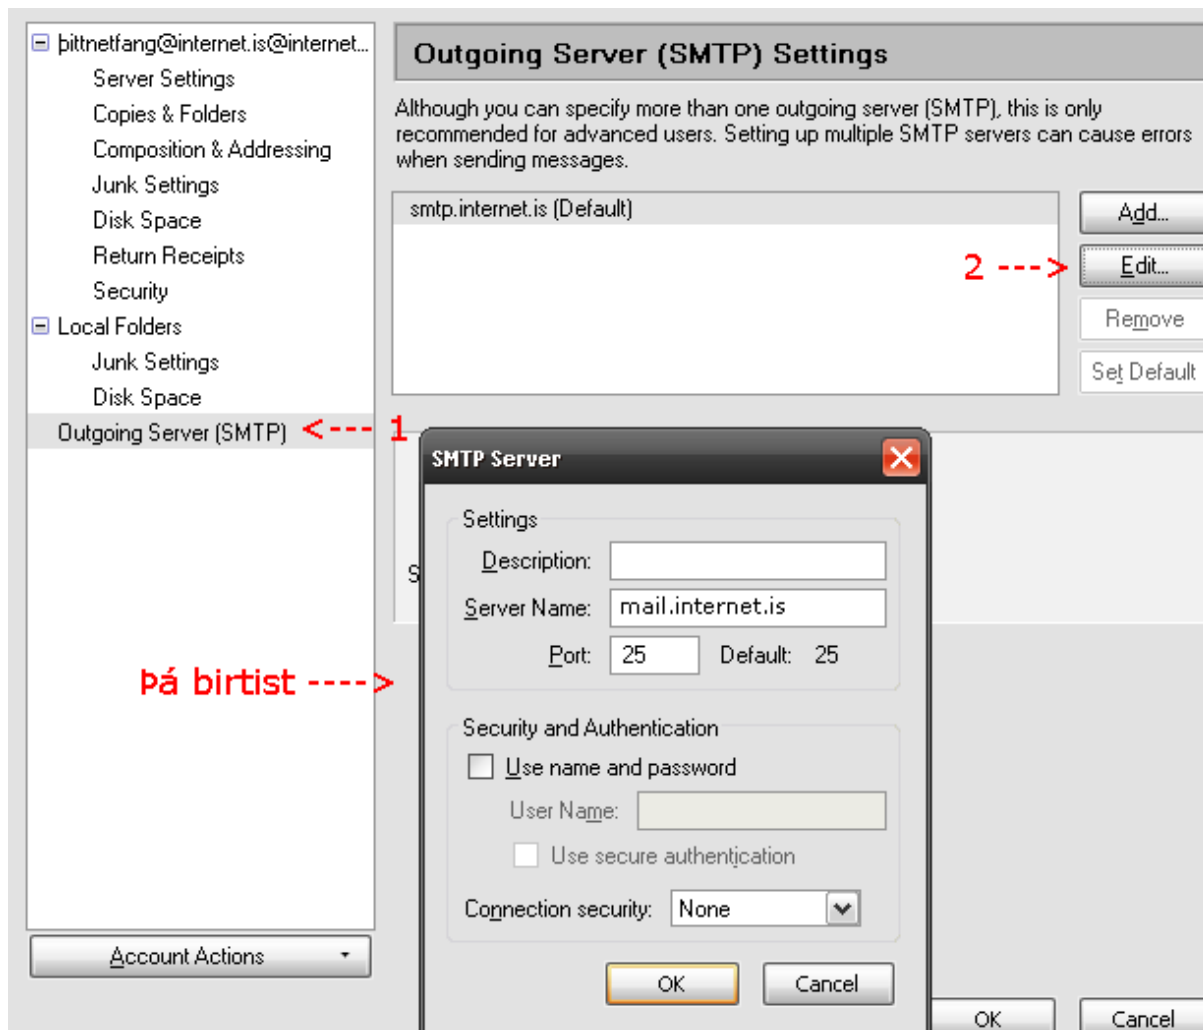 þittnetfang@internet.is@internet...
Server Settings
Copies & Folders
Composition & Addressing
Junk Settings
Disk Space
Return Receipts
Security
Local Folders
Junk Settings
Disk Space
Outgoing Server (SMTP) <--- 1
Account Actions
Outgoing Server (SMTP) Settings
Although you can specify more than one outgoing server (SMTP), this is only
recommended for advanced users. Setting up multiple SMTP servers can cause errors
when sending messages.
smtp.internet.is (Default)
Add...
2 ---> Edit...
Remove
Set Default
S
Þá birtist ---->
SMTP Server
Settings
Description:
Server Name: mail.internet.is
Port: 25 Default: 25
Security and Authentication
Use name and password
User Name:
Use secure authentication
Connection security: None
OK Cancel
OK Cancel